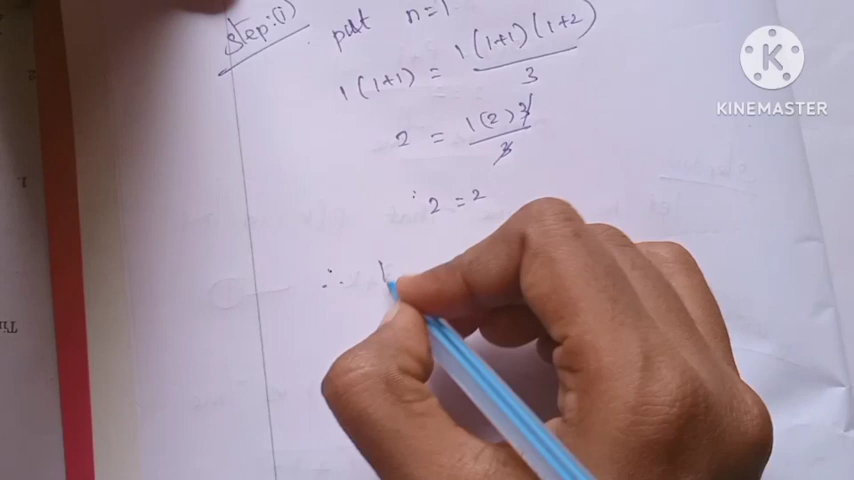 Step:(i) put n=1
1(1+1) = 1(1+1)(1+2)/3
2 = 1(2)3/3
∴ 2 = 2
∴
KINEMASTER